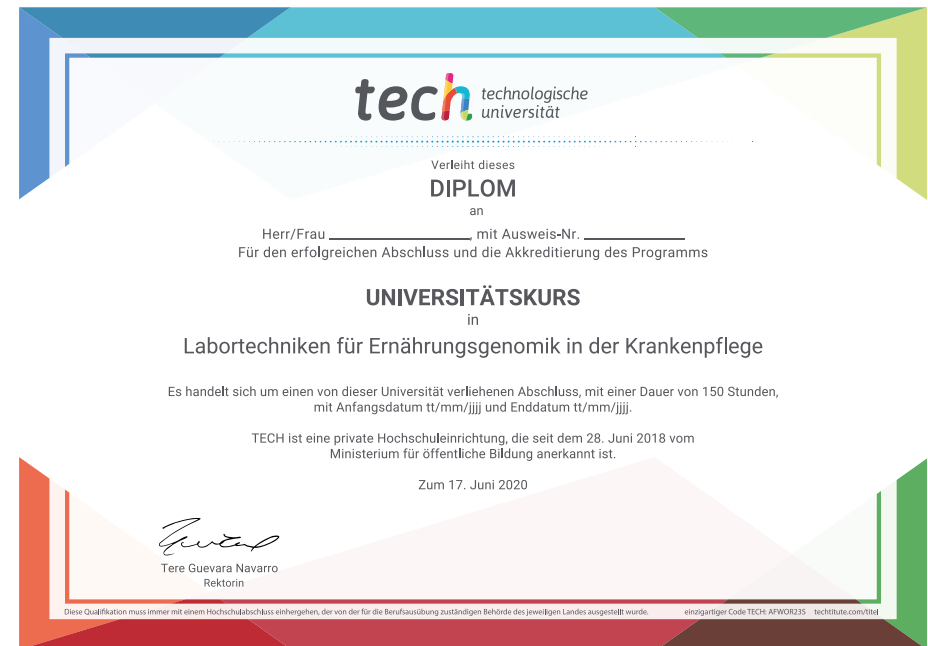 tech technologische
universität
Verleiht dieses
DIPLOM
an
Herr/Frau ____________________, mit Ausweis-Nr. ______________
Für den erfolgreichen Abschluss und die Akkreditierung des Programms
UNIVERSITÄTSKURS
in
Labortechniken für Ernährungsgenomik in der Krankenpflege
Es handelt sich um einen von dieser Universität verliehenen Abschluss, mit einer Dauer von 150 Stunden,
mit Anfangsdatum tt/mm/jjjj und Enddatum tt/mm/jjjj.
TECH ist eine private Hochschuleinrichtung, die seit dem 28. Juni 2018 vom
Ministerium für öffentliche Bildung anerkannt ist.
Zum 17. Juni 2020
Tere Guevara Navarro
Rektorin
Diese Qualifikation muss immer mit einem Hochschulabschluss einhergehen, der von der für die Berufsausübung zuständigen Behörde des jeweiligen Landes ausgestellt wurde. einzigartiger Code TECH: AFWOR23S techtitute.com/titel